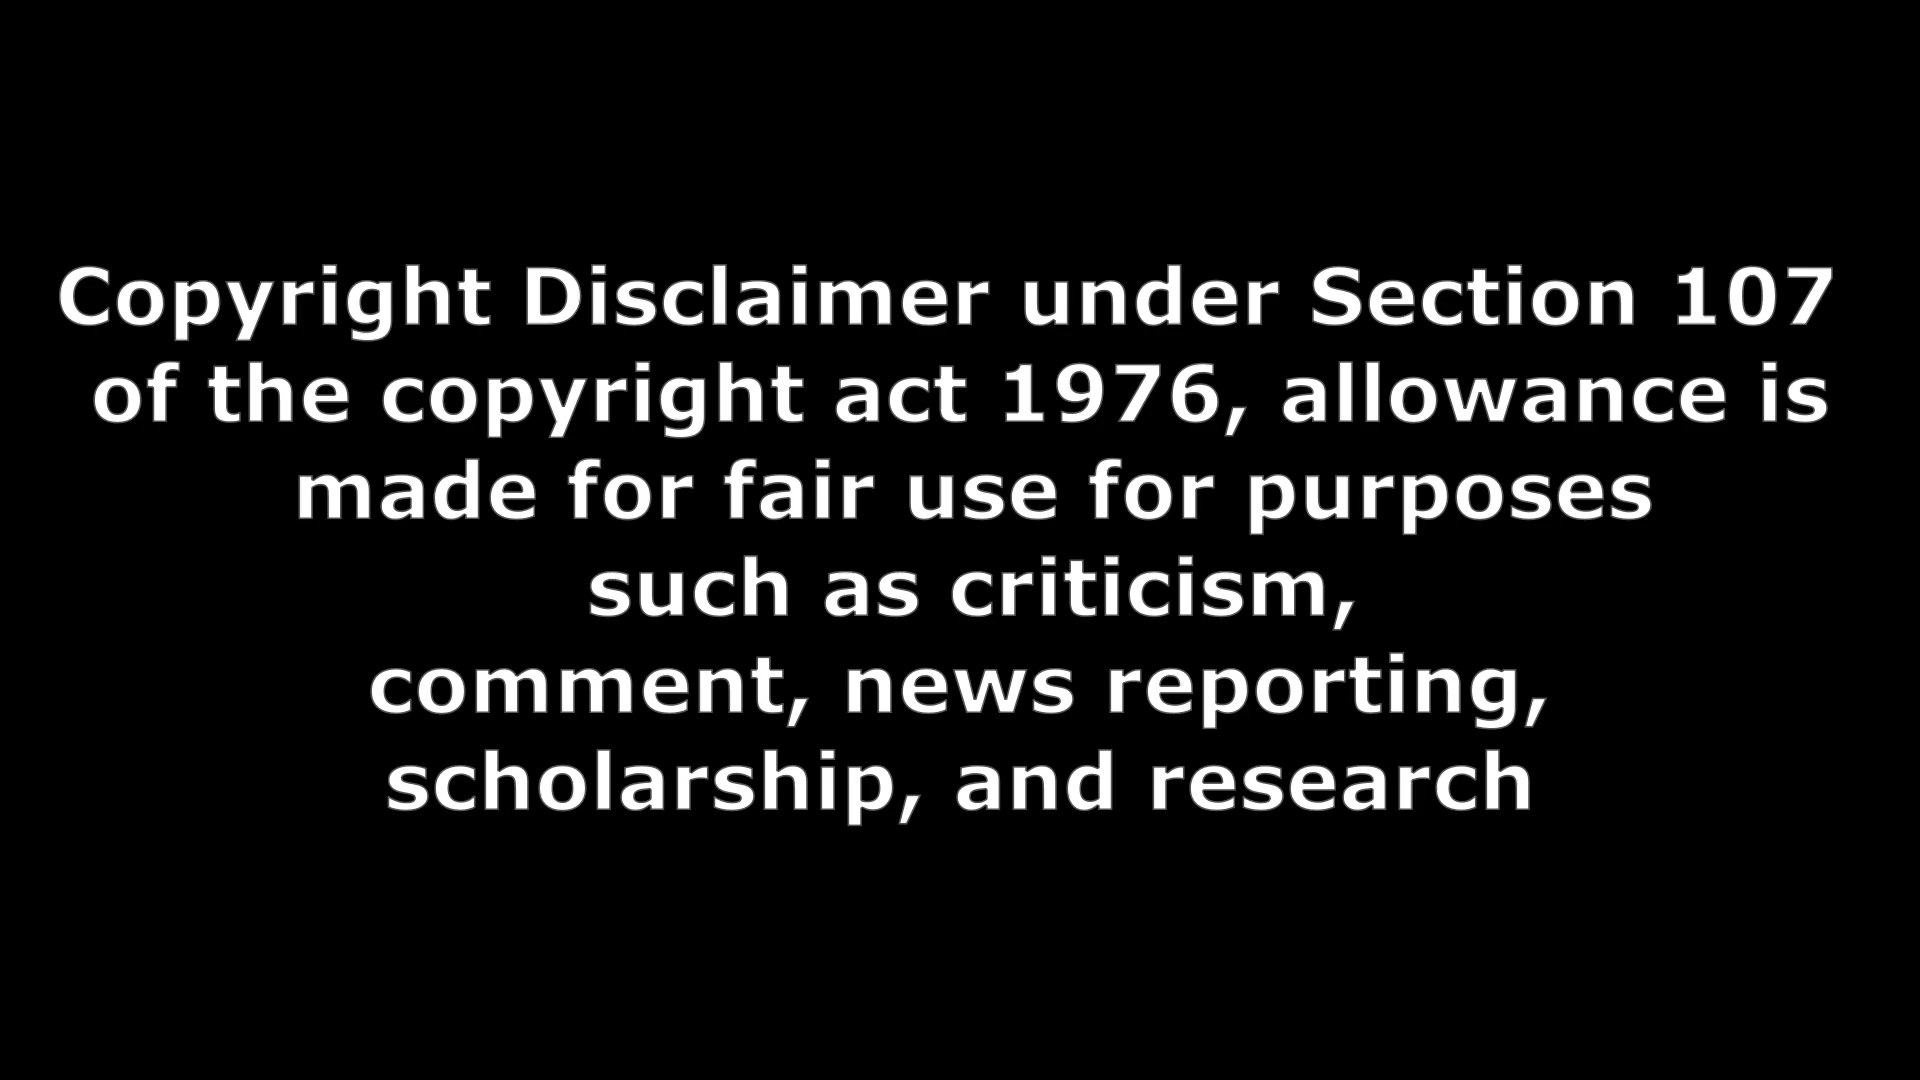 Copyright Disclaimer under Section 107
of the copyright act 1976, allowance is
made for fair use for purposes
such as criticism,
comment, news reporting,
scholarship, and research